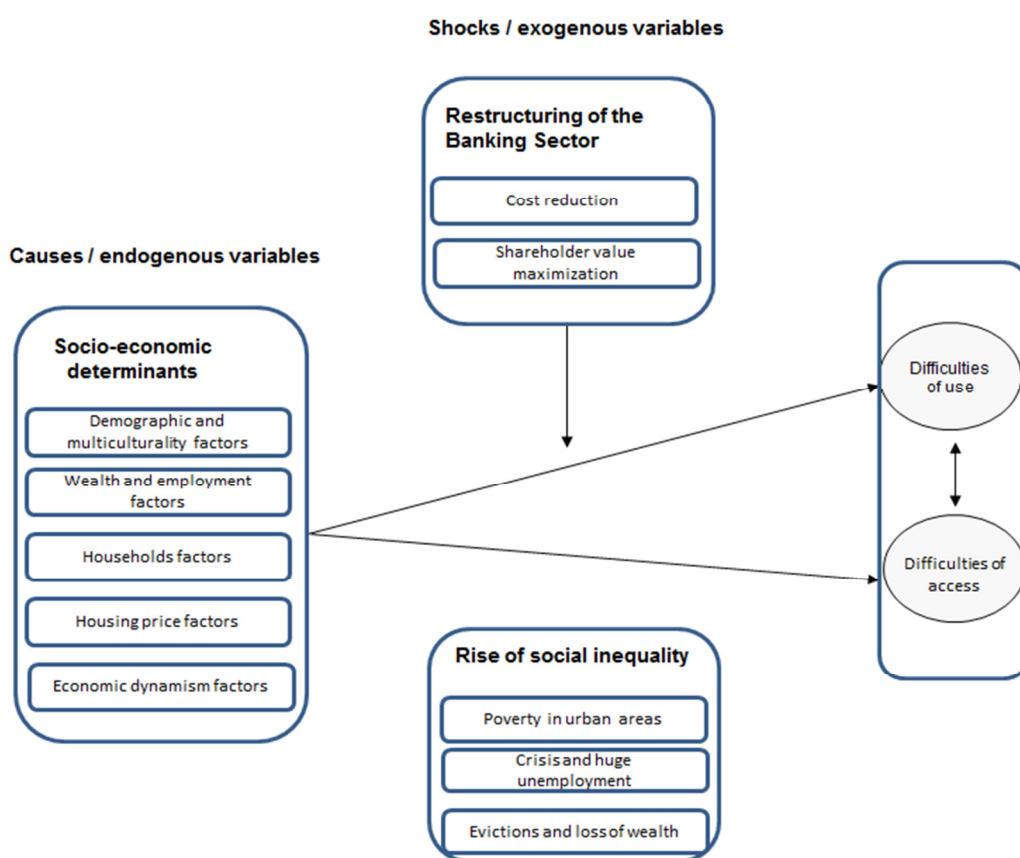 Shocks / exogenous variables
Restructuring of the
Banking Sector
Cost reduction
Shareholder value
maximization
Causes / endogenous variables
Socio-economic
determinants
Demographic and
multiculturality factors
Wealth and employment
factors
Households factors
Housing price factors
Economic dynamism factors
Difficulties
of use
Difficulties of
access
Rise of social inequality
Poverty in urban areas
Crisis and huge
unemployment
Evictions and loss of wealth